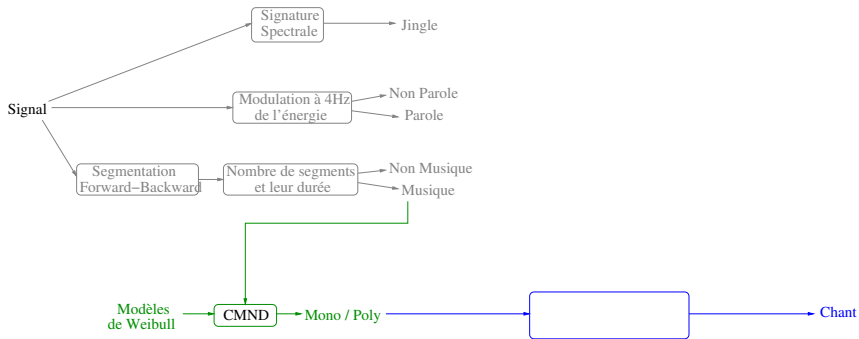 Signature
Spectrale
Jingle
Signal
Modulation à 4Hz
de l'énergie
Non Parole
Parole
Segmentation
Forward−Backward
Nombre de segments
et leur durée
Non Musique
Musique
Modèles
de Weibull
CMND
Mono / Poly
Chant